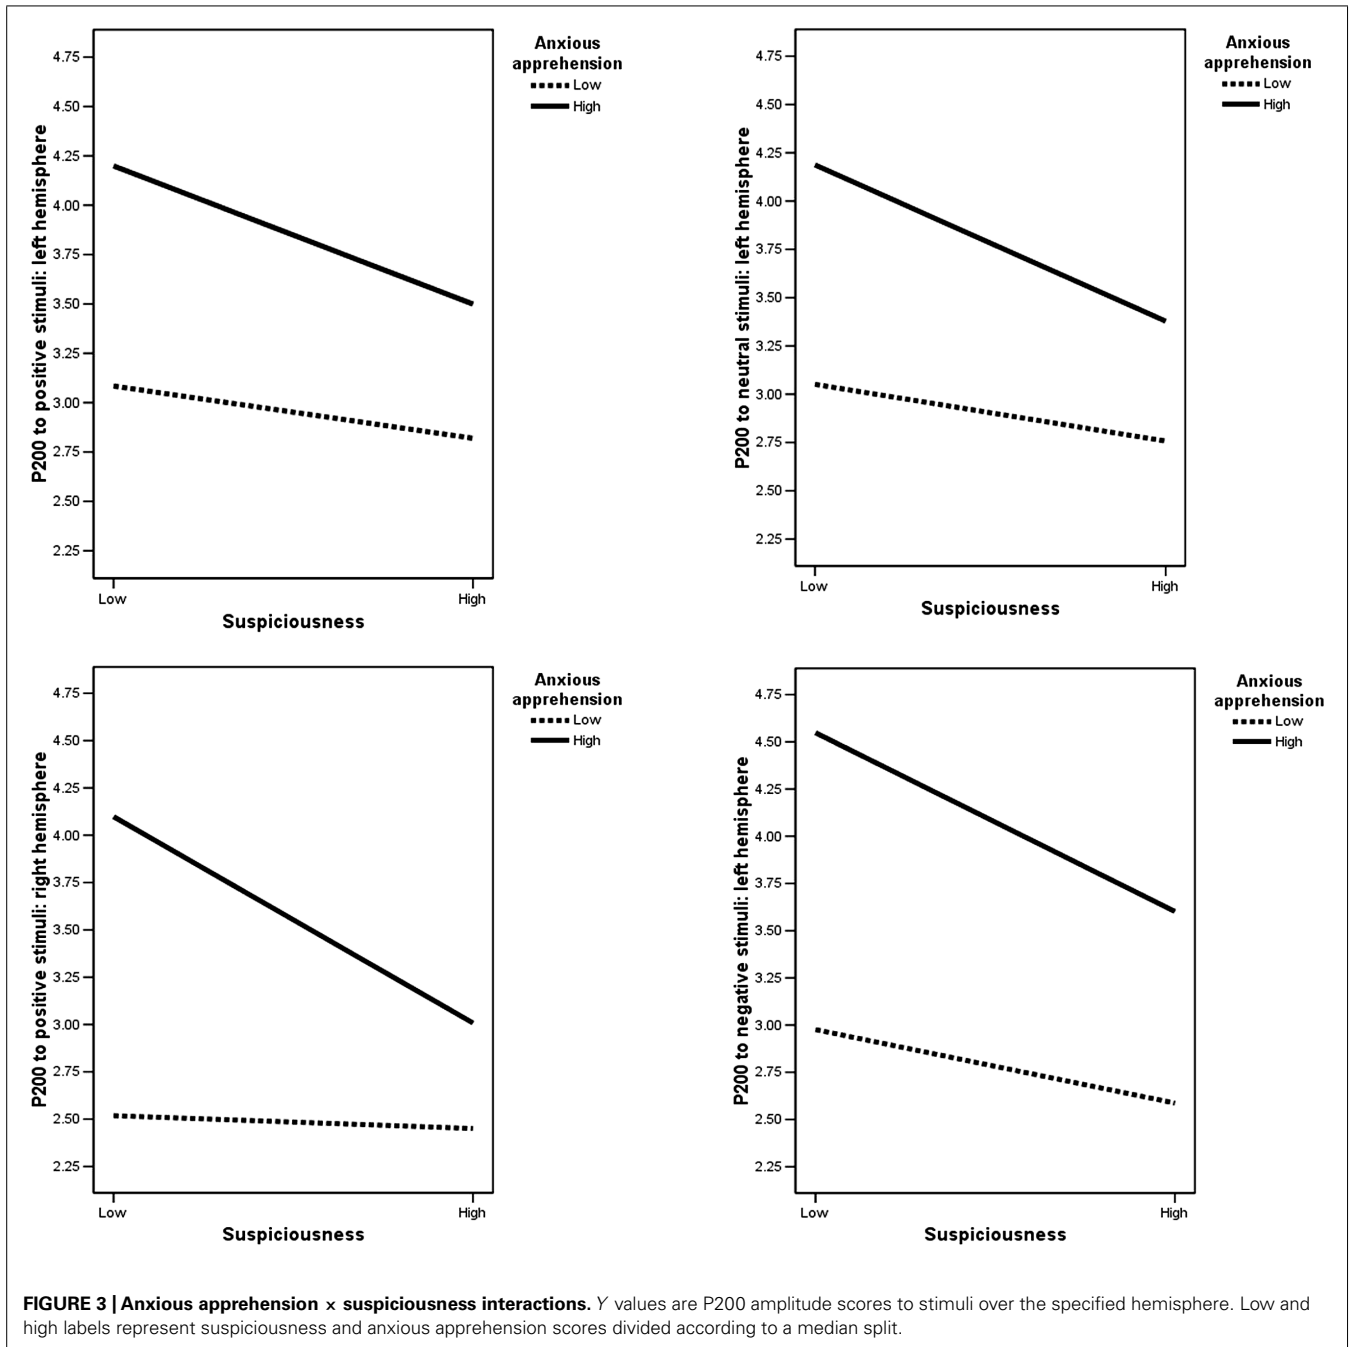 Anxious
apprehension
Low
High
P200 to positive stimuli: left hemisphere
4.75
4.50
4.25
4.00
3.75
3.50
3.25
3.00
2.75
2.50
2.25
Low
High
Suspiciousness
Anxious
apprehension
Low
High
P200 to neutral stimuli: left hemisphere
4.75
4.50
4.25
4.00
3.75
3.50
3.25
3.00
2.75
2.50
2.25
Low
High
Suspiciousness
Anxious
apprehension
Low
High
P200 to positive stimuli: right hemisphere
4.75
4.50
4.25
4.00
3.75
3.50
3.25
3.00
2.75
2.50
2.25
Low
High
Suspiciousness
Anxious
apprehension
Low
High
P200 to negative stimuli: left hemisphere
4.75
4.50
4.25
4.00
3.75
3.50
3.25
3.00
2.75
2.50
2.25
Low
High
Suspiciousness
FIGURE 3 | Anxious apprehension × suspiciousness interactions. Y values are P200 amplitude scores to stimuli over the specified hemisphere. Low and
high labels represent suspiciousness and anxious apprehension scores divided according to a median split.